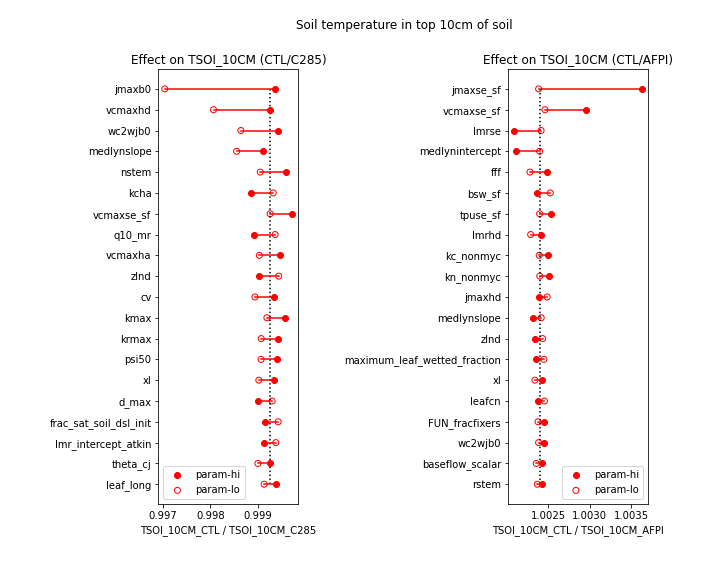 Soil temperature in top 10cm of soil
Effect on TSOI_10CM (CTL/C285)
jmaxb0
vcmaxhd
wc2wjb0
medlynslope
nstem
kcha
vcmaxse_sf
q10_mr
vcmaxha
zlnd
cv
kmax
krmax
psi50
xl
d_max
frac_sat_soil_dsl_init
lmr_intercept_atkin
theta_cj
leaf_long
param-hi
param-lo
0.997 0.998 0.999
TSOI_10CM_CTL / TSOI_10CM_C285
Effect on TSOI_10CM (CTL/AFPI)
jmaxse_sf
vcmaxse_sf
lmrse
medlynintercept
fff
bsw_sf
tpuse_sf
lmrhd
kc_nonmyc
kn_nonmyc
jmaxhd
medlynslope
zlnd
maximum_leaf_wetted_fraction
xl
leafcn
FUN_fracfixers
wc2wjb0
baseflow_scalar
rstem
param-hi
param-lo
1.0025 1.0030 1.0035
TSOI_10CM_CTL / TSOI_10CM_AFPI